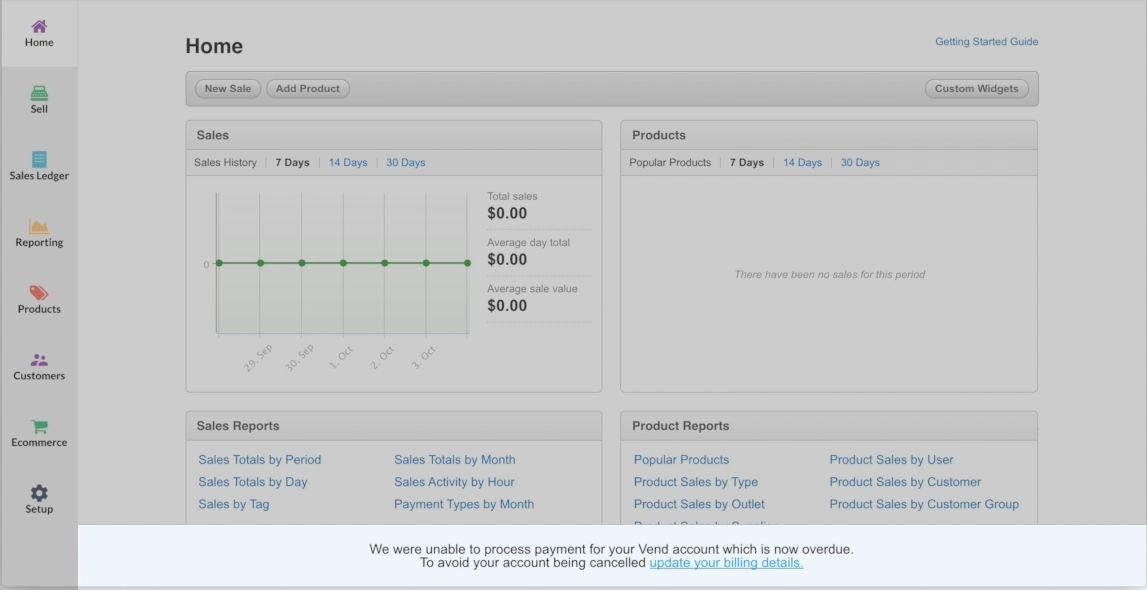 Home
Sell
Sales Ledger
Reporting
Products
Customers
Ecommerce
Setup
Home
Getting Started Guide
New Sale
Add Product
Custom Widgets
Sales
Sales History 7 Days 14 Days 30 Days
0
29. Sep
30. Sep
1. Oct
2. Oct
3. Oct
Total sales
$0.00
Average day total
$0.00
Average sale value
$0.00
Products
Popular Products 7 Days 14 Days 30 Days
There have been no sales for this period
Sales Reports
Sales Totals by Period
Sales Totals by Day
Sales by Tag
Sales Totals by Month
Sales Activity by Hour
Payment Types by Month
Product Reports
Popular Products
Product Sales by Type
Product Sales by Outlet
Product Sales by User
Product Sales by Customer
Product Sales by Customer Group
We were unable to process payment for your Vend account which is now overdue.
To avoid your account being cancelled update your billing details.